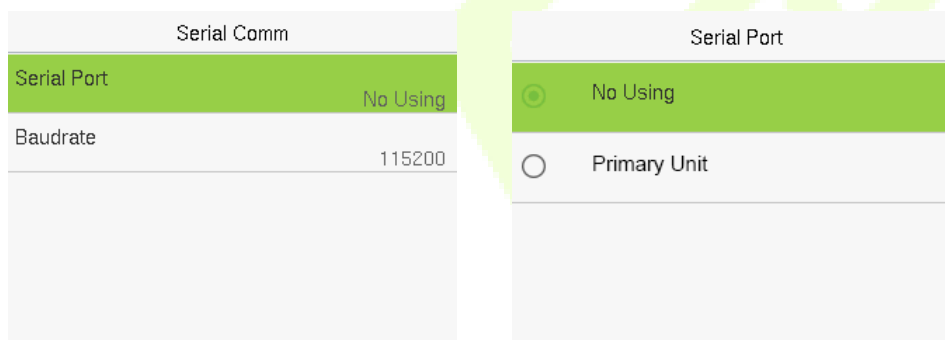 Serial Comm
Serial Port
No Using
Baudrate
115200
Serial Port
No Using
Primary Unit